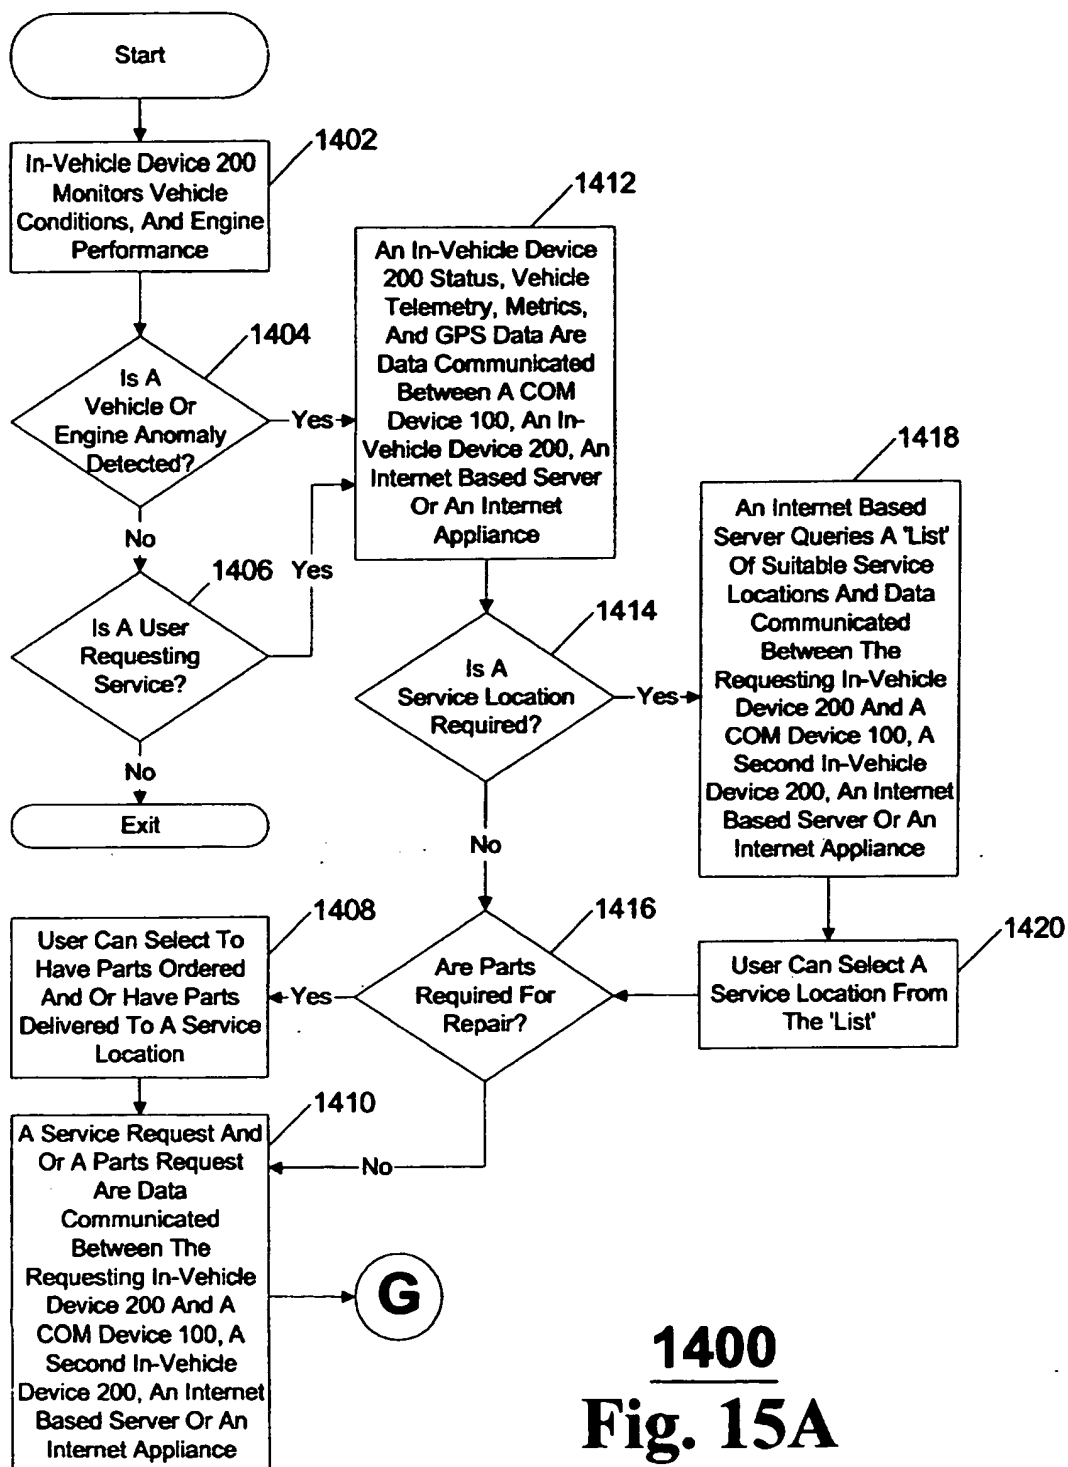 Start
1402
In-Vehicle Device 200
Monitors Vehicle
Conditions, And Engine
Performance
1404
Is A
Vehicle Or
Engine Anomaly
Detected?
Yes
No
1406
Is A User
Requesting
Service?
Yes
No
Exit
1412
An In-Vehicle Device
200 Status, Vehicle
Telemetry, Metrics,
And GPS Data Are
Data Communicated
Between A COM
Device 100, An In-
Vehicle Device 200, An
Internet Based Server
Or An Internet
Appliance
1414
Is A
Service Location
Required?
Yes
No
1418
An Internet Based
Server Queries A 'List'
Of Suitable Service
Locations And Data
Communicated
Between The
Requesting In-Vehicle
Device 200 And A
COM Device 100, A
Second In-Vehicle
Device 200, An Internet
Based Server Or An
Internet Appliance
1420
User Can Select A
Service Location From
The 'List'
1416
Are Parts
Required For
Repair?
Yes
No
1408
User Can Select To
Have Parts Ordered
And Or Have Parts
Delivered To A Service
Location
1410
A Service Request And
Or A Parts Request
Are Data
Communicated
Between The
Requesting In-Vehicle
Device 200 And A
COM Device 100, A
Second In-Vehicle
Device 200, An Internet
Based Server Or An
Internet Appliance
G
1400
Fig. 15A